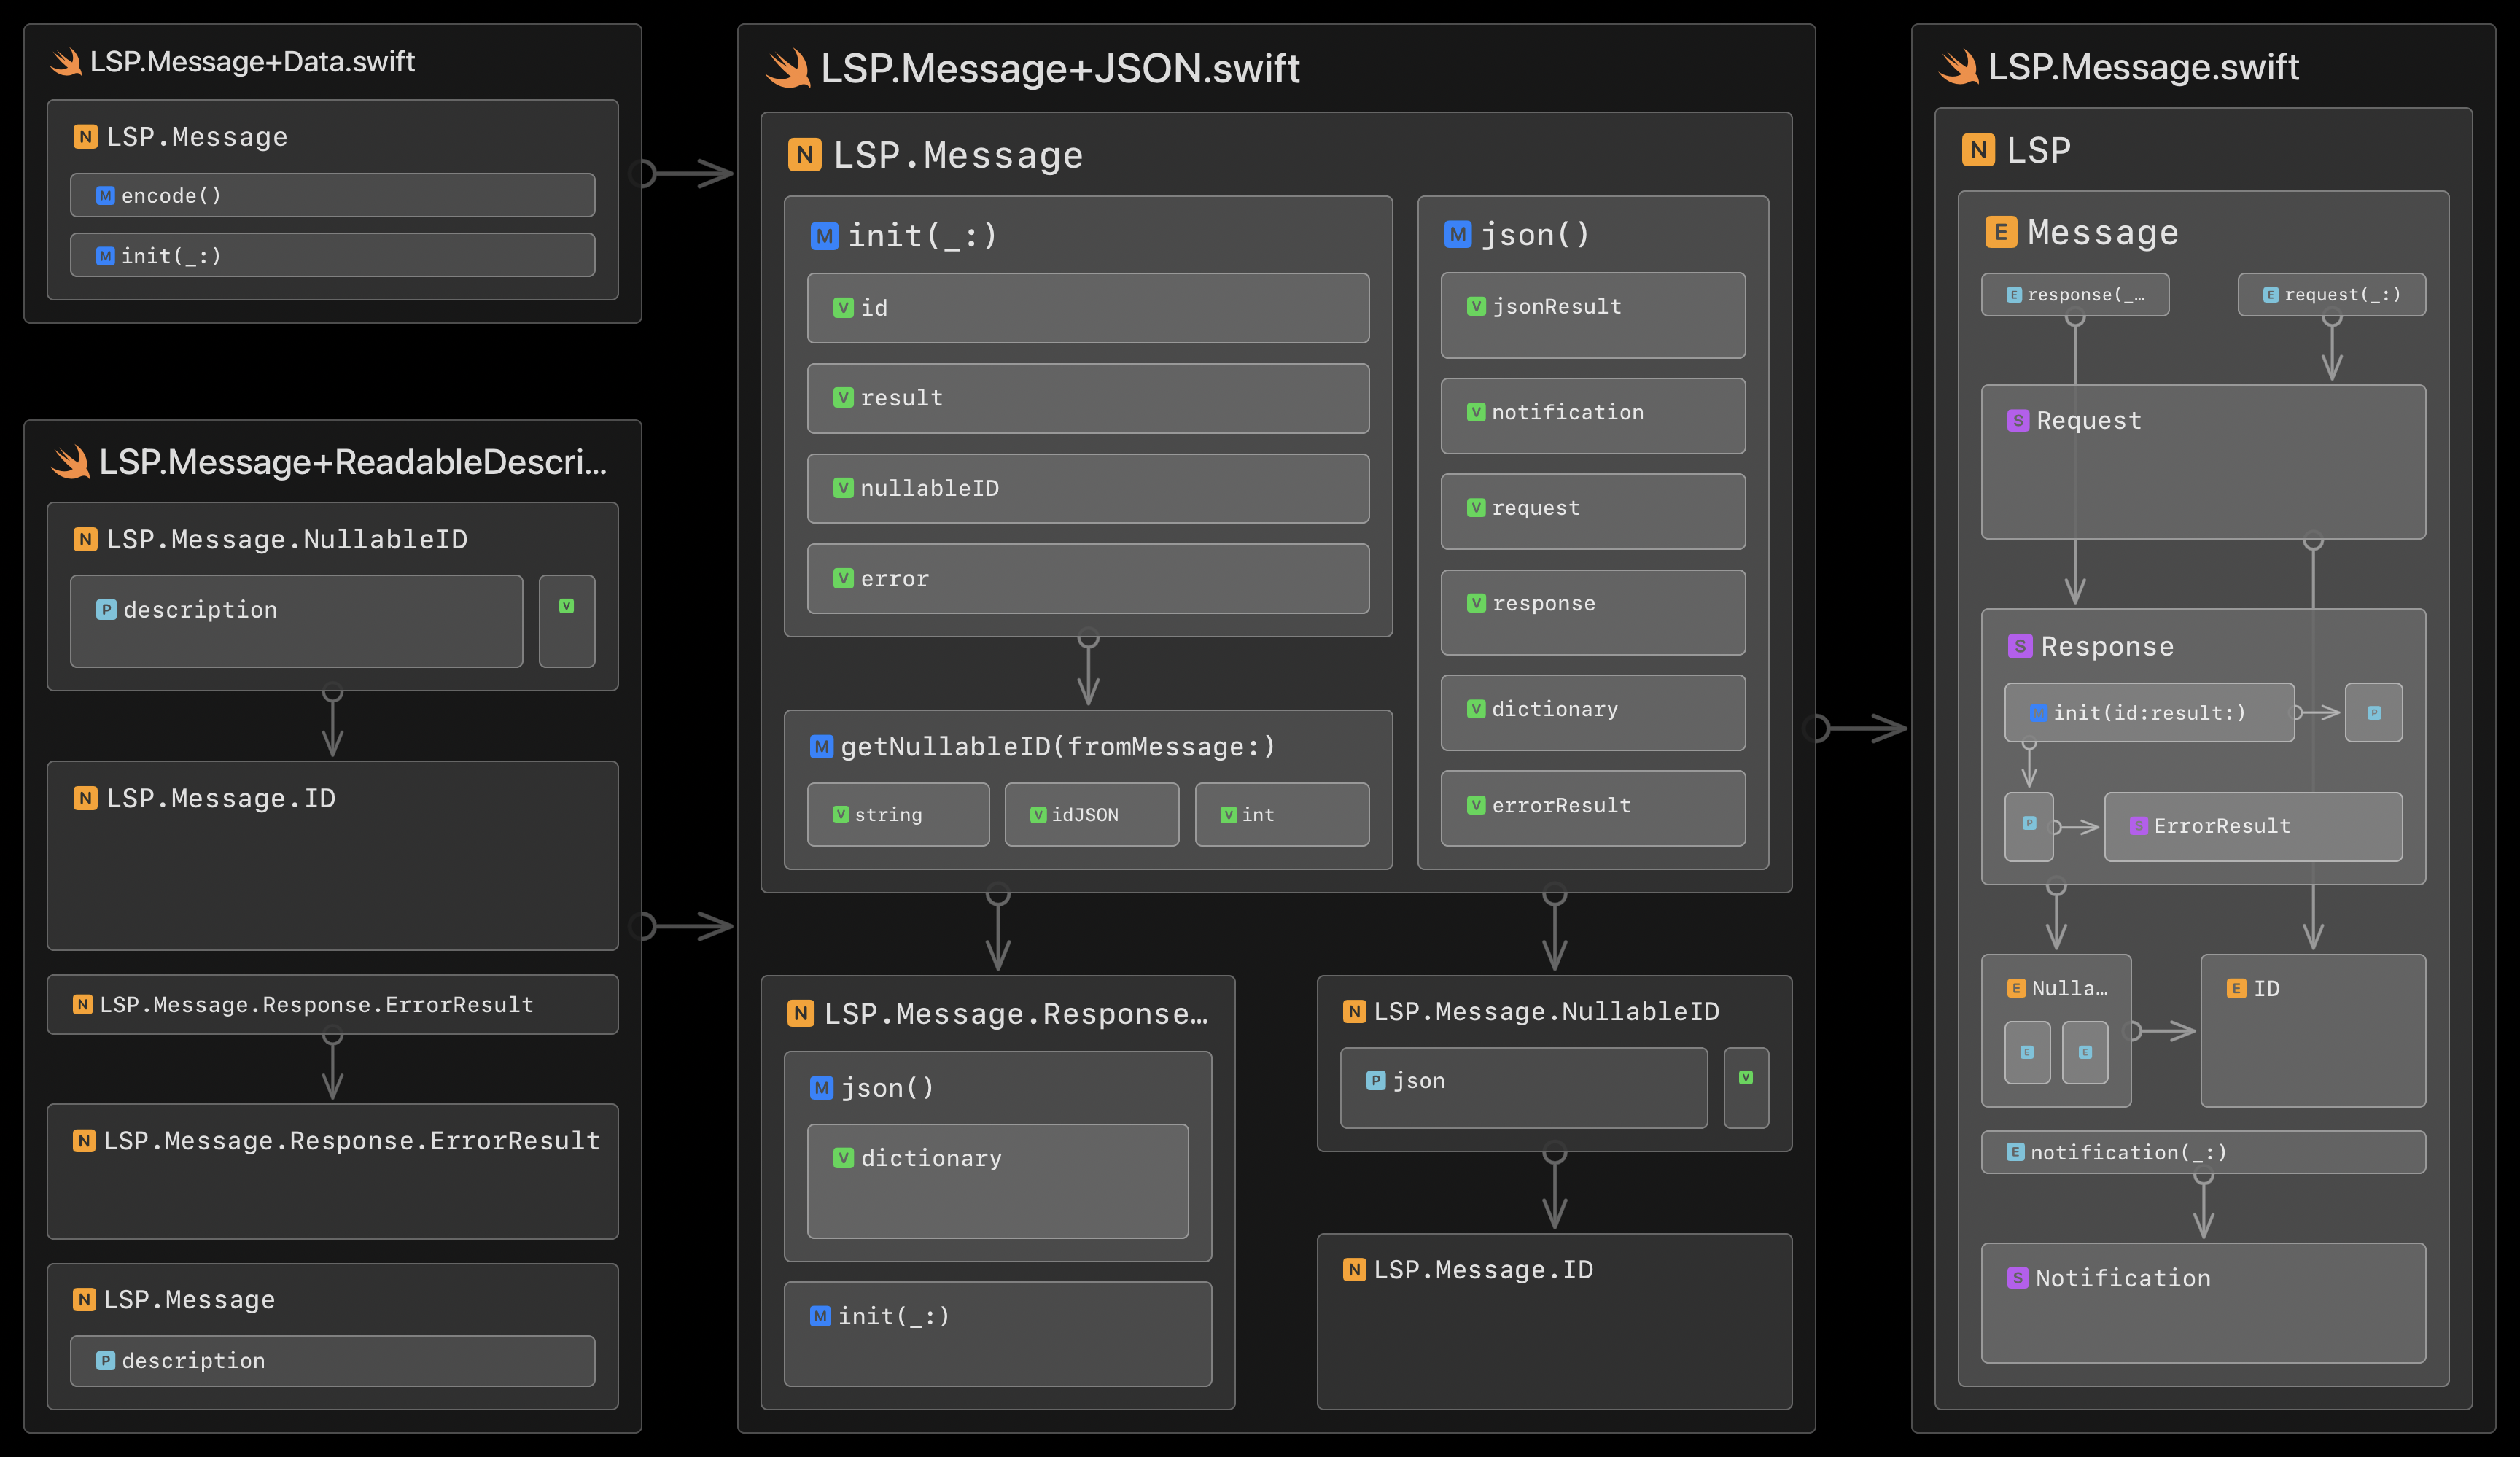 LSP.Message+Data.swift
N LSP.Message
M encode()
M init(_:)
LSP.Message+ReadableDescri...
N LSP.Message.NullableID
P description
V
N LSP.Message.ID
N LSP.Message.Response.ErrorResult
N LSP.Message.Response.ErrorResult
N LSP.Message
P description
LSP.Message+JSON.swift
N LSP.Message
M init(_:)
V id
V result
V nullableID
V error
M getNullableID(fromMessage:)
V string
V idJSON
V int
M json()
V jsonResult
V notification
V request
V response
V dictionary
V errorResult
N LSP.Message.Response...
M json()
V dictionary
M init(_:)
N LSP.Message.NullableID
P json
V
N LSP.Message.ID
LSP.Message.swift
N LSP
E Message
E response(_...
E request(_:)
S Request
S Response
M init(id:result:)
P
P
S ErrorResult
E Nulla...
E
E
E ID
E notification(_:)
S Notification